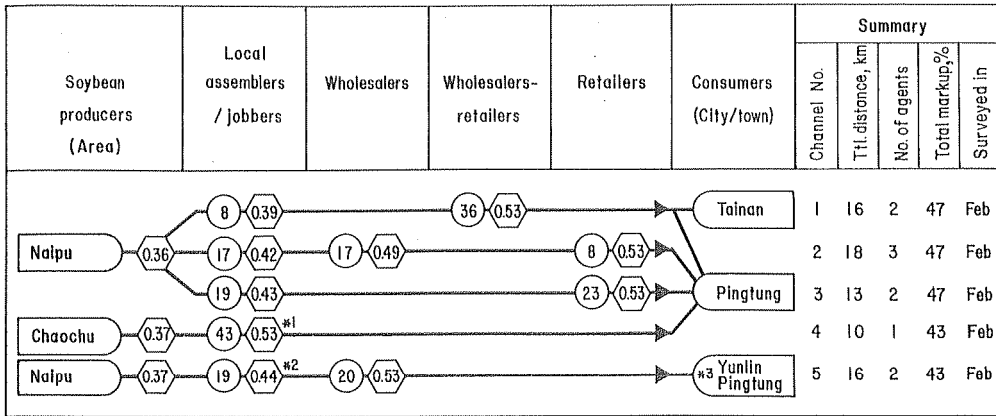 Soybean
producers
(Area)
Local
assemblers
/ jobbers
Wholesalers
Wholesalers-
retailers
Retailers
Consumers
(City/town)
Summary
Channel No.
Ttl. distance, km
No. of agents
Total markup,%
Surveyed in
8 0.39 36 0.53 Tainan 1 16 2 47 Feb
Naipu 0.36 17 0.42 17 0.49 8 0.53 2 18 3 47 Feb
19 0.43 23 0.53 Pingtung 3 13 2 47 Feb
Chaochu 0.37 43 0.53 *1 4 10 1 43 Feb
Naipu 0.37 19 0.44 *2 20 0.53 *3 Yunlin 5 16 2 43 Feb
Pingtung